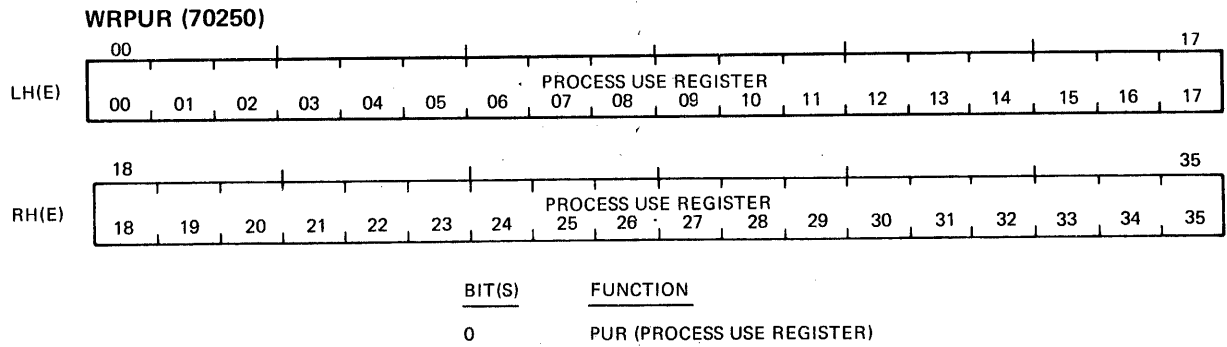 WRPUR (70250)
00 17
PROCESS USE REGISTER
LH(E) 00 01 02 03 04 05 06 07 08 09 10 11 12 13 14 15 16 17
18 35
PROCESS USE REGISTER
RH(E) 18 19 20 21 22 23 24 25 26 27 28 29 30 31 32 33 34 35
BIT(S) FUNCTION
0 PUR (PROCESS USE REGISTER)